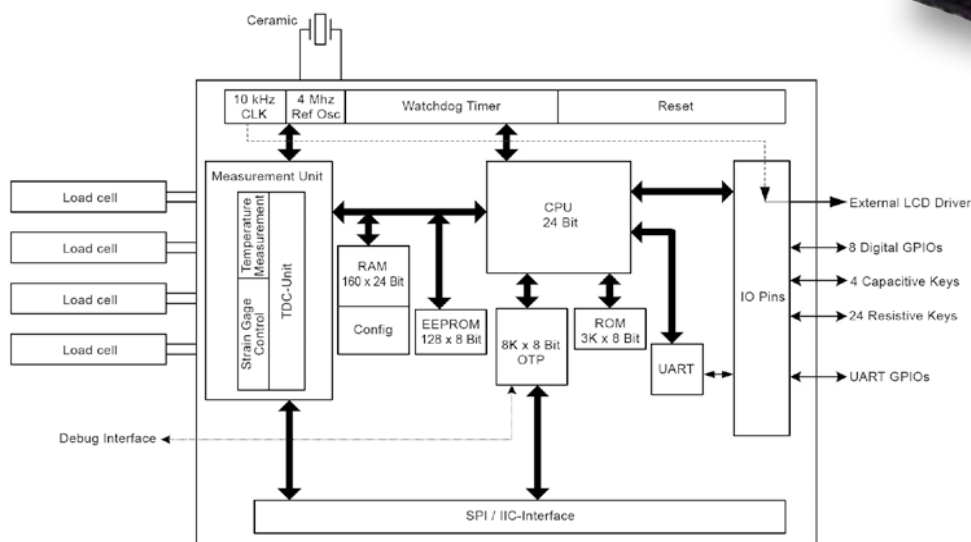 Ceramic
10 kHz
CLK
4 Mhz
Ref Osc
Watchdog Timer
Reset
Measurement Unit
Temperature
Measurement
Strain Gage
Control
TDC-Unit
Load cell
Load cell
Load cell
Load cell
CPU
24 Bit
RAM
160 x 24 Bit
Config
EEPROM
128 x 8 Bit
8K x 8 Bit
OTP
ROM
3K x 8 Bit
UART
IO Pins
External LCD Driver
8 Digital GPIOs
4 Capacitive Keys
24 Resistive Keys
UART GPIOs
Debug Interface
SPI / IIC-Interface